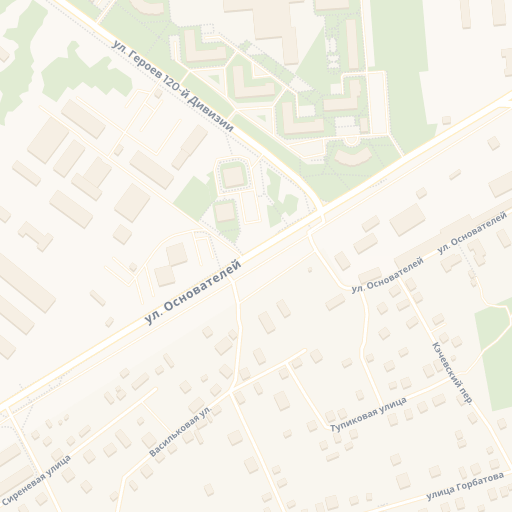 ул. Героев 120-й Дивизии
ул. Основателей
ул. Основателей
ул. Основателей
Кэчевский пер.
Тупиковая улица
Васильковая ул.
Сиреневая улица
улица Горбатова